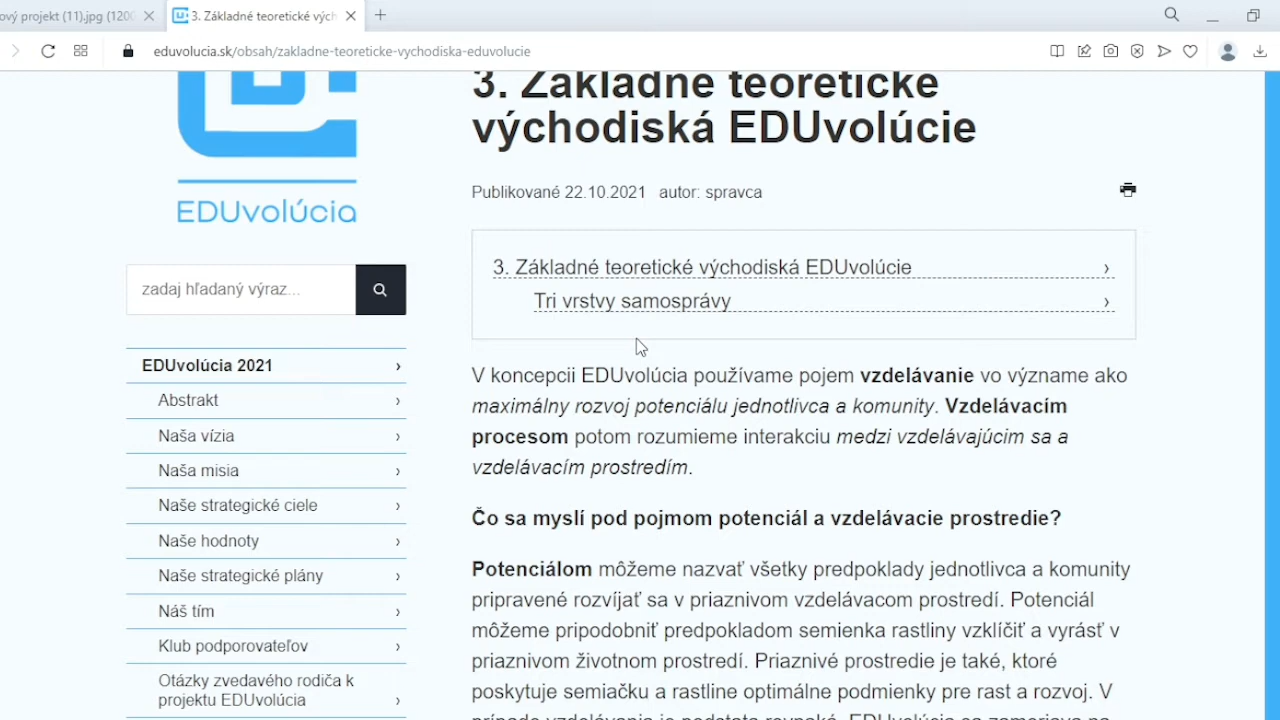 ový projekt (11).jpg (1200
3. Základné teoretické vých
eduvolucia.sk/obsah/zakladne-teoreticke-vychodiska-eduvolucie
3. Základné teoretické
východiská EDUvolúcie
Publikované 22.10.2021 autor: spravca
EDUvolúcia
zadaj hľadaný výraz...
3. Základné teoretické východiská EDUvolúcie
Tri vrstvy samosprávy
EDUvolúcia 2021
Abstrakt
Naša vízia
Naša misia
Naše strategické ciele
Naše hodnoty
Naše strategické plány
Náš tím
Klub podporovateľov
Otázky zvedavého rodiča k
projektu EDUvolúcia
V koncepcii EDUvolúcia používame pojem vzdelávanie vo význame ako
maximálny rozvoj potenciálu jednotlivca a komunity. Vzdelávacím
procesom potom rozumieme interakciu medzi vzdelávajúcim sa a
vzdelávacím prostredím.
Čo sa myslí pod pojmom potenciál a vzdelávacie prostredie?
Potenciálom môžeme nazvať všetky predpoklady jednotlivca a komunity
pripravené rozvíjať sa v priaznivom vzdelávacom prostredí. Potenciál
môžeme pripodobniť predpokladom semienka rastliny vzklíčiť a vyrásť v
priaznivom životnom prostredí. Priaznivé prostredie je také, ktoré
poskytuje semiačku a rastline optimálne podmienky pre rast a rozvoj. V